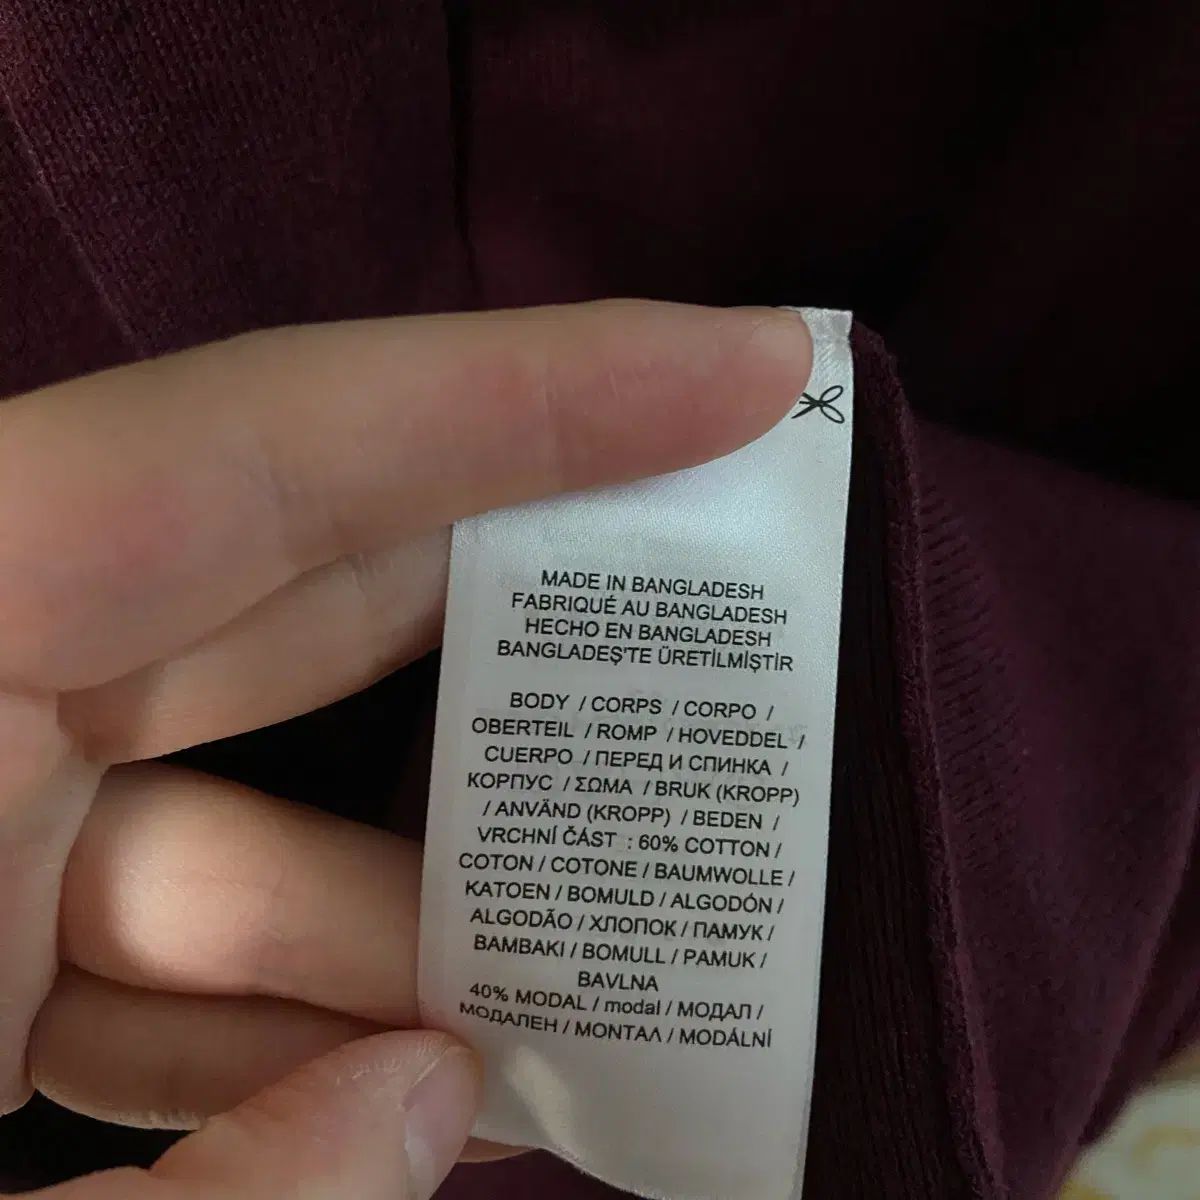 MADE IN BANGLADESH
FABRIQUÉ AU BANGLADESH
HECHO EN BANGLADESH
BANGLADEŞ'TE ÜRETİLMİŞTİR
BODY / CORPS / CORPO /
OBERTEIL / ROMP / HOVEDDEL /
CUERPO / ПЕРЕД И СПИНКА /
КОРПУС / ΣΩΜΑ / BRUK (KROPP)
/ ANVÄND (KROPP) / BEDEN /
VRCHNÍ ČÁST : 60% COTTON /
COTON / COTONE / BAUMWOLLE /
KATOEN / BOMULD / ALGODÓN /
ALGODÃO / ХЛОПОК / ПАМУК /
ΒΑΜΒΑΚΙ / BOMULL / PAMUK /
BAVLNA
40% MODAL / modal / МОДАЛ /
МОДАЛЕН / ΜΟΝΤΑΛ / MODÁLNÍ